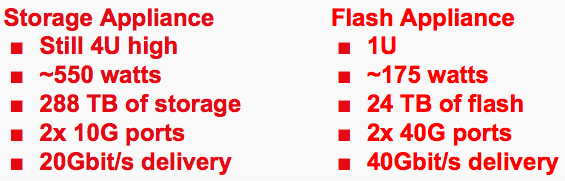 Storage Appliance
■ Still 4U high
■ ~550 watts
■ 288 TB of storage
■ 2x 10G ports
■ 20Gbit/s delivery
Flash Appliance
■ 1U
■ ~175 watts
■ 24 TB of flash
■ 2x 40G ports
■ 40Gbit/s delivery